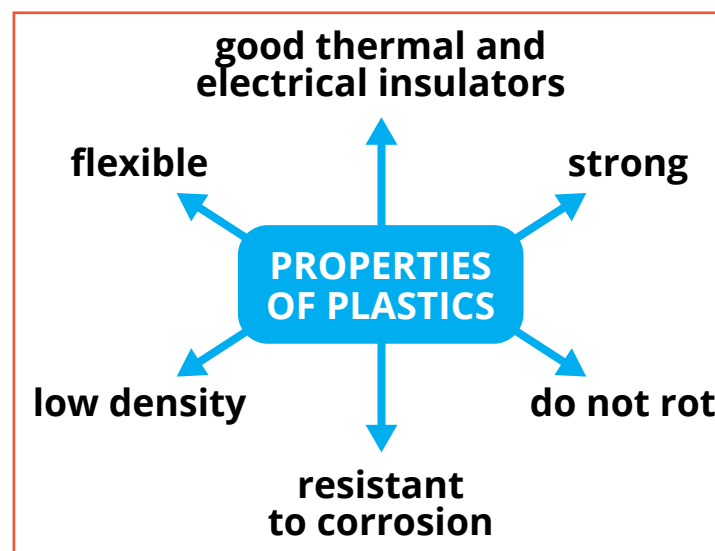 good thermal and
electrical insulators
flexible
strong
PROPERTIES
OF PLASTICS
low density
do not rot
resistant
to corrosion